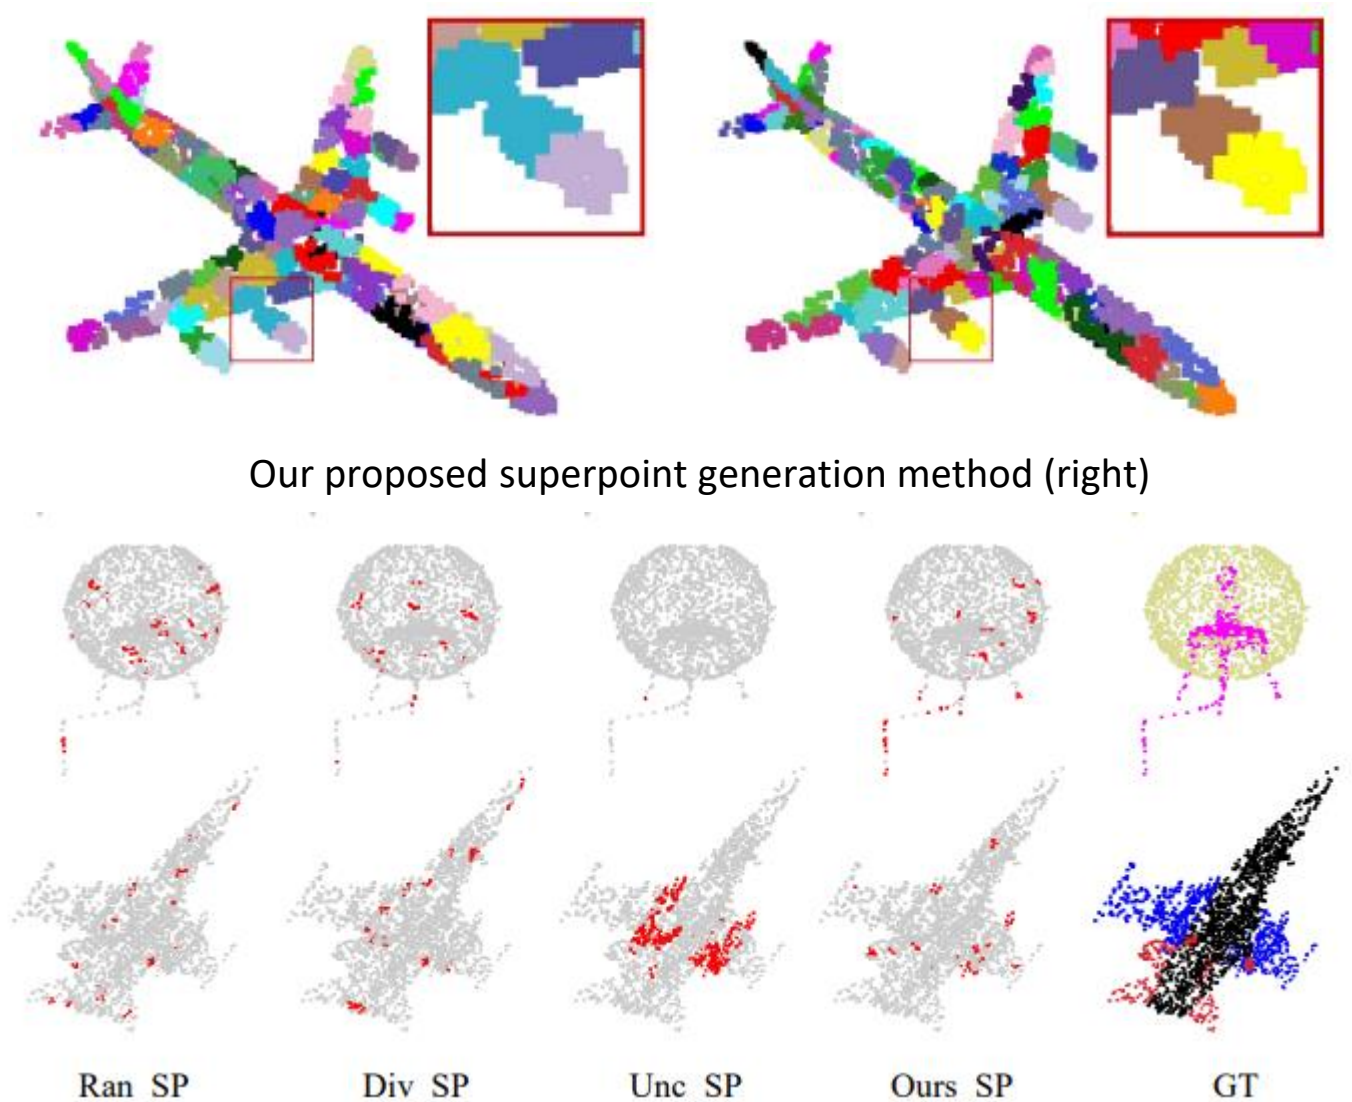 Our proposed superpoint generation method (right)
Ran SP Div SP Unc SP Ours SP GT